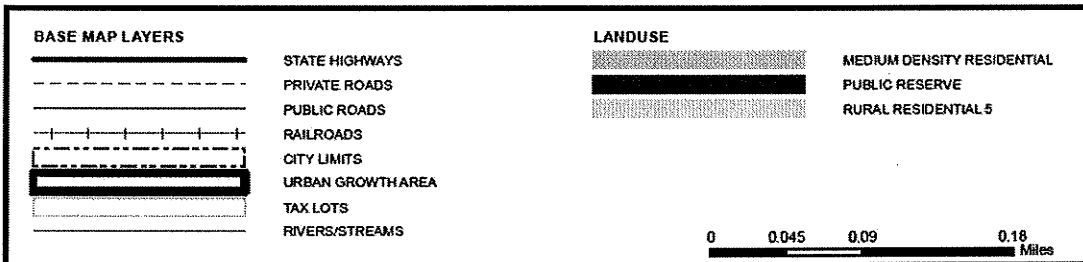 BASE MAP LAYERS
STATE HIGHWAYS
PRIVATE ROADS
PUBLIC ROADS
RAILROADS
CITY LIMITS
URBAN GROWTH AREA
TAX LOTS
RIVERS/STREAMS
LANDUSE
MEDIUM DENSITY RESIDENTIAL
PUBLIC RESERVE
RURAL RESIDENTIAL 5
0 0.045 0.09 0.18
Miles